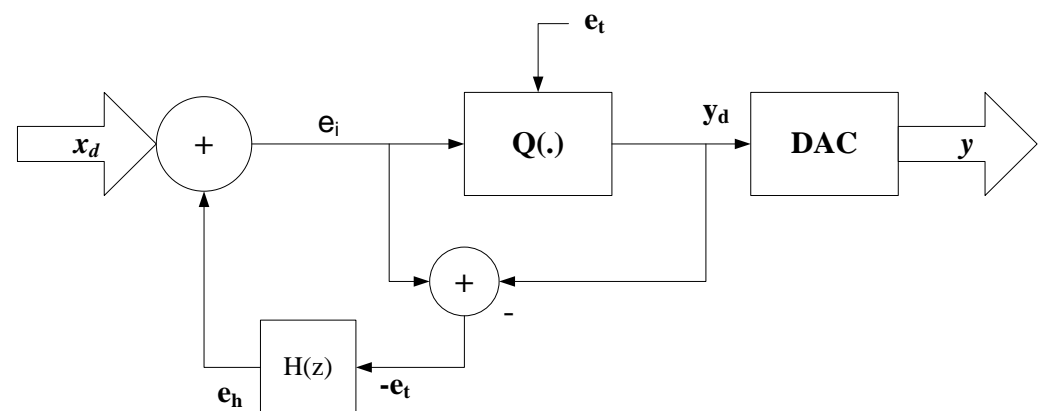 e_t
x_d
+
e_i
Q(.)
y_d
DAC
y
+
-
H(z)
-e_t
e_h